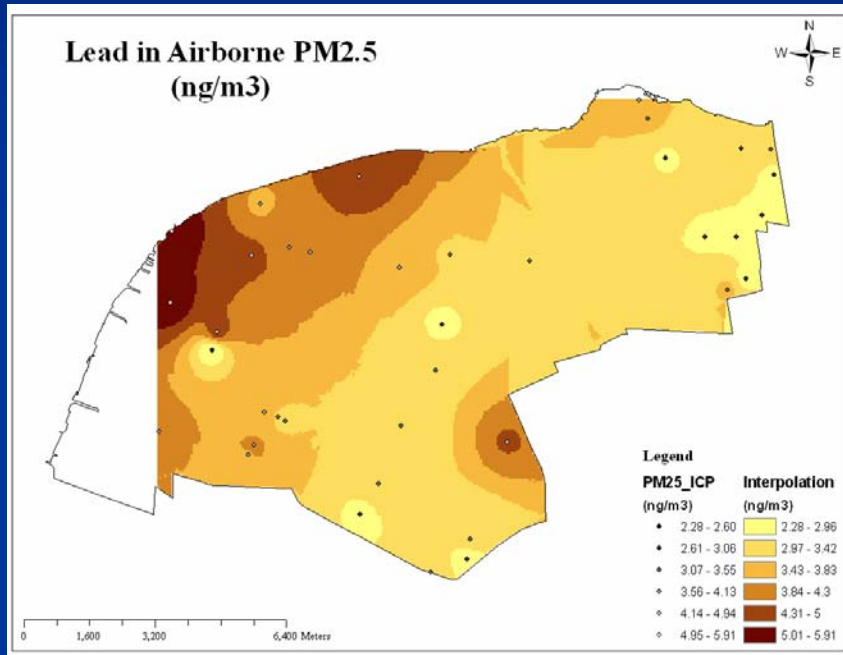 Lead in Airborne PM2.5
(ng/m3)
N
W E
S
Legend
PM25_ICP Interpolation
(ng/m3) (ng/m3)
2.28 - 2.60 2.28 - 2.96
2.61 - 3.06 2.97 - 3.42
3.07 - 3.55 3.43 - 3.83
3.56 - 4.13 3.84 - 4.3
4.14 - 4.94 4.31 - 5
4.95 - 5.91 5.01 - 5.91
0 1,600 3,200 6,400 Meters